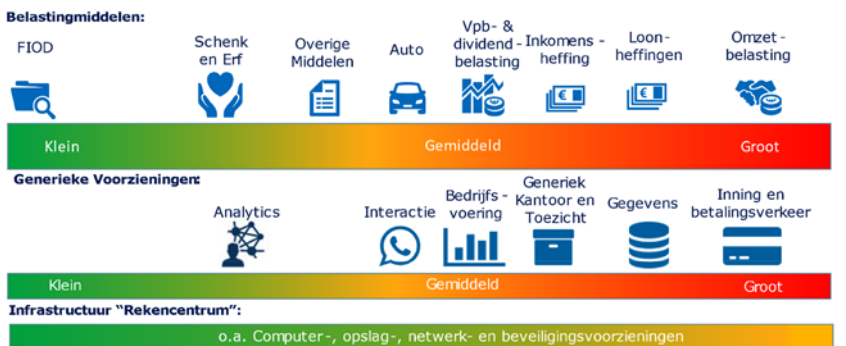 Belastingmiddelen:
FIOD
Schenk
en Erf
Overige
Middelen
Auto
Vpb- &
dividend-
belasting
Inkomens -
heffing
Loon-
heffingen
Omzet-
belasting
Klein
Gemiddeld
Groot
Generieke Voorzieningen:
Analytics
Interactie
Bedrijfs -
voering
Generiek
Kantoor en
Toezicht
Gegevens
Inning en
betalingsverkeer
Klein
Gemiddeld
Groot
Infrastructuur “Rekencentrum”:
o.a. Computer-, opslag-, netwerk- en beveiligingsvoorzieningen